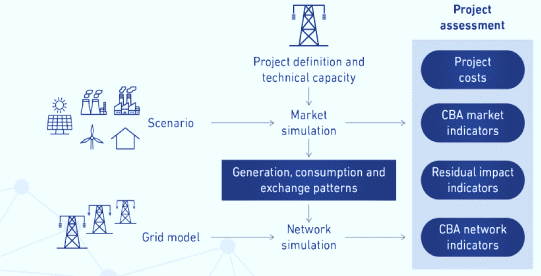 Project
assessment
Project definition and
technical capacity
Project
costs
Scenario
Market
simulation
CBA market
indicators
Generation, consumption and
exchange patterns
Residual impact
indicators
Grid model
Network
simulation
CBA network
indicators